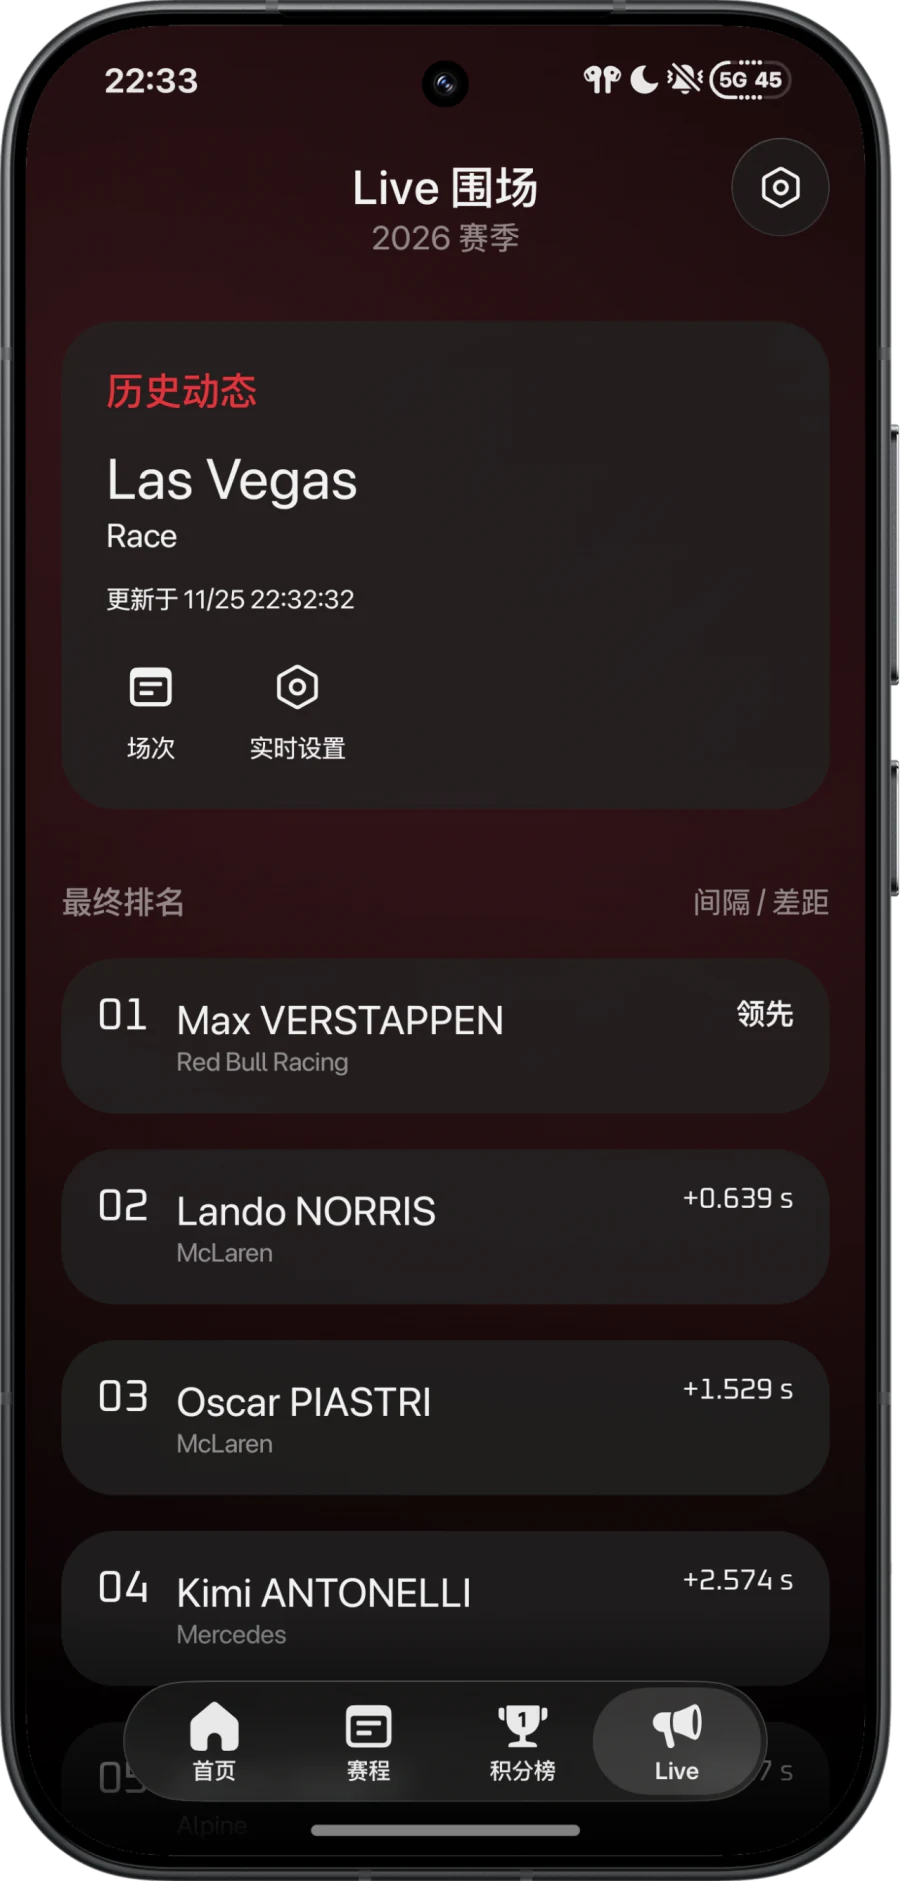 22:33
5G 45
Live 围场
2026 赛季
历史动态
Las Vegas
Race
更新于 11/25 22:32:32
场次 实时设置
最终排名 间隔 / 差距
01 Max VERSTAPPEN 领先
Red Bull Racing
02 Lando NORRIS +0.639 s
McLaren
03 Oscar PIASTRI +1.529 s
McLaren
04 Kimi ANTONELLI +2.574 s
Mercedes
05 7 s
首页 赛程 积分榜 Live
Alpine